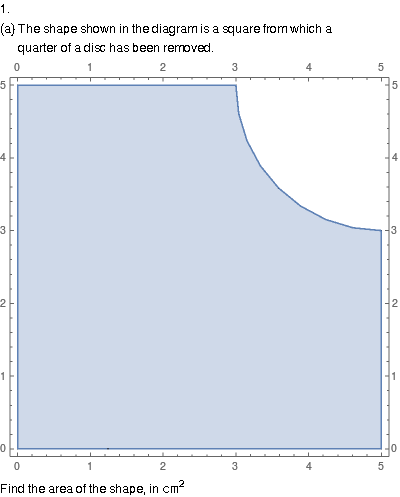 1.
(a) The shape shown in the diagram is a square from which a
quarter of a disc has been removed.
0 1 2 3 4 5
5 5
4 4
3 3
2 2
1 1
0 0
0 1 2 3 4 5
Find the area of the shape, in cm²